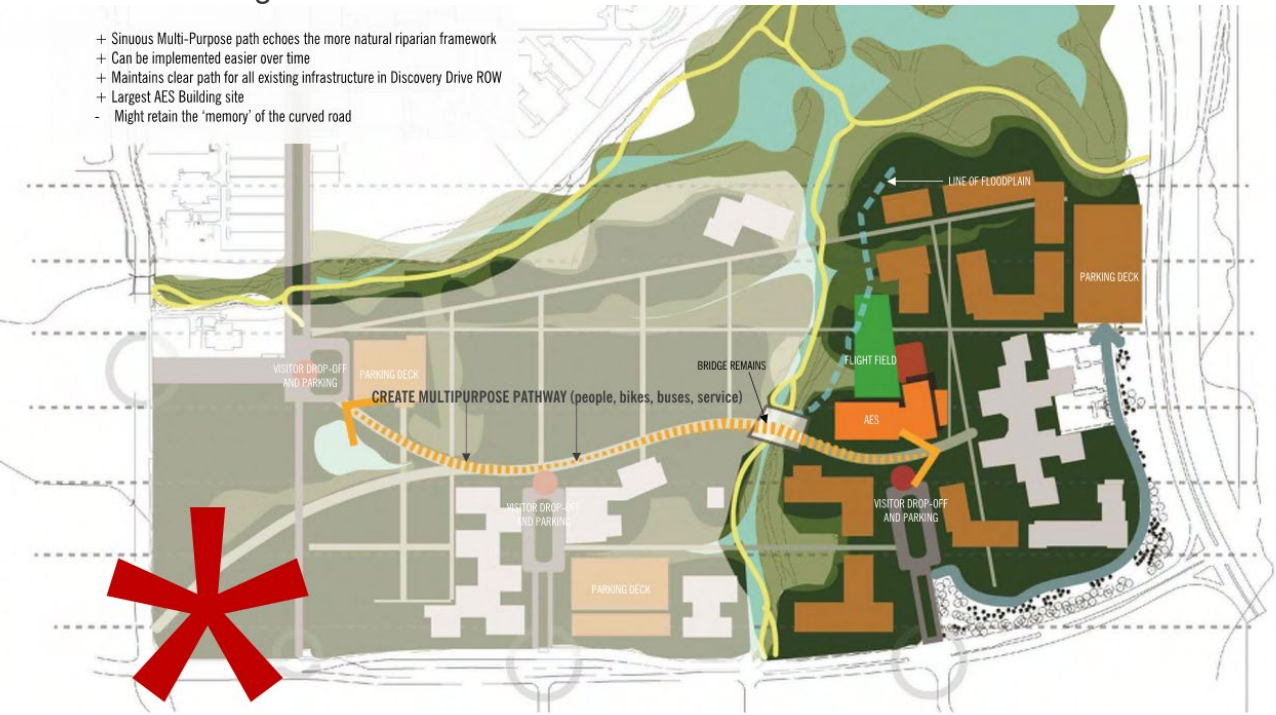 + Sinuous Multi-Purpose path echoes the more natural riparian framework
+ Can be implemented easier over time
+ Maintains clear path for all existing infrastructure in Discovery Drive ROW
+ Largest AES Building site
- Might retain the ‘memory’ of the curved road
LINE OF FLOODPLAIN
PARKING DECK
FLIGHT FIELD
BRIDGE REMAINS
VISITOR DROP-OFF
AND PARKING
PARKING DECK
CREATE MULTIPURPOSE PATHWAY (people, bikes, buses, service)
AES
VISITOR DROP-OFF
AND PARKING
VISITOR DROP-OFF
AND PARKING
PARKING DECK